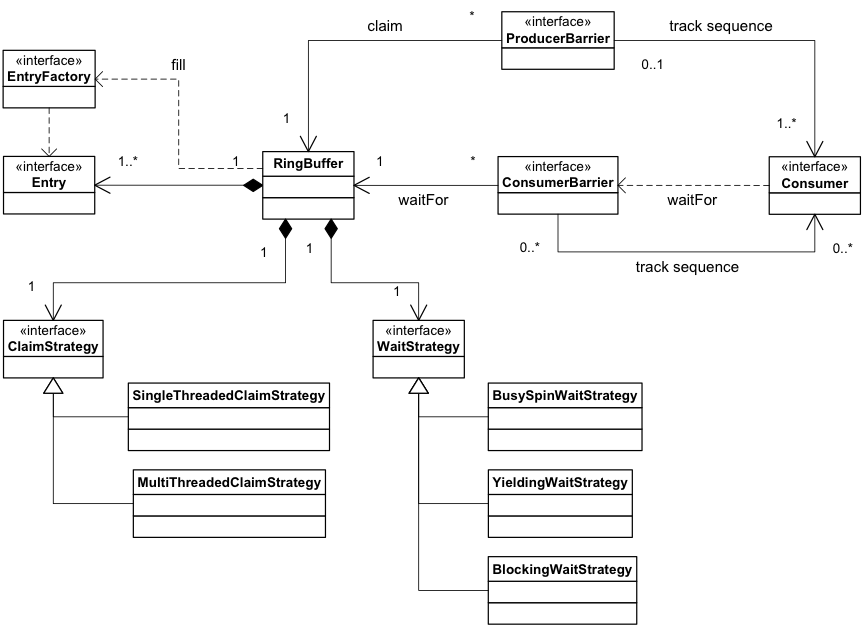 *
«interface»
ProducerBarrier
claim
track sequence
0..1
1
1..*
«interface»
EntryFactory
fill
«interface»
Entry
1..*
1
RingBuffer
1
*
waitFor
«interface»
ConsumerBarrier
waitFor
«interface»
Consumer
0..*
0..*
track sequence
1
1
1
1
«interface»
ClaimStrategy
«interface»
WaitStrategy
SingleThreadedClaimStrategy
MultiThreadedClaimStrategy
BusySpinWaitStrategy
YieldingWaitStrategy
BlockingWaitStrategy